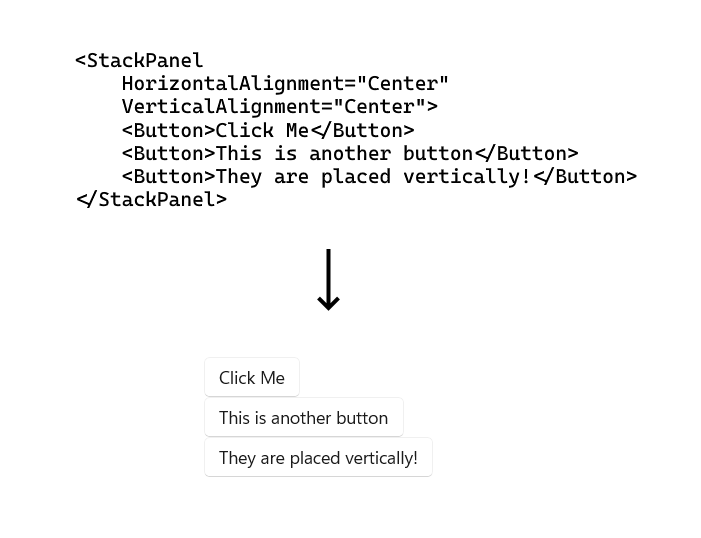 <StackPanel
    HorizontalAlignment="Center"
    VerticalAlignment="Center">
    <Button>Click Me</Button>
    <Button>This is another button</Button>
    <Button>They are placed vertically!</Button>
</StackPanel>
Click Me
This is another button
They are placed vertically!